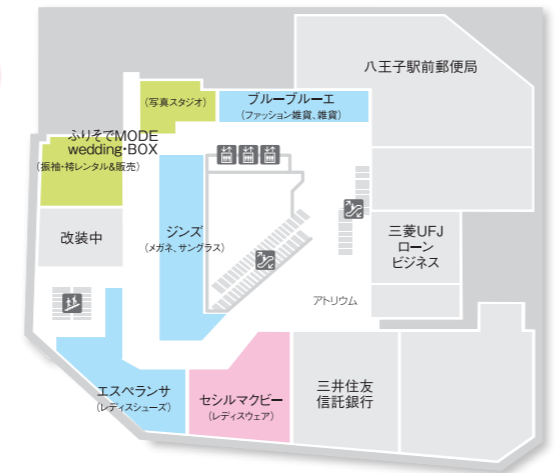 八王子駅前郵便局
(写真スタジオ)
ブルーブルーエ
(ファッション雑貨、雑貨)
ふりそでMODE
wedding・BOX
(振袖・袴レンタル&販売)
改装中
ジンズ
(メガネ、サングラス)
三菱UFJ
ローン
ビジネス
アトリウム
エスペランサ
(レディスシューズ)
セシルマクビー
(レディスウェア)
三井住友
信託銀行